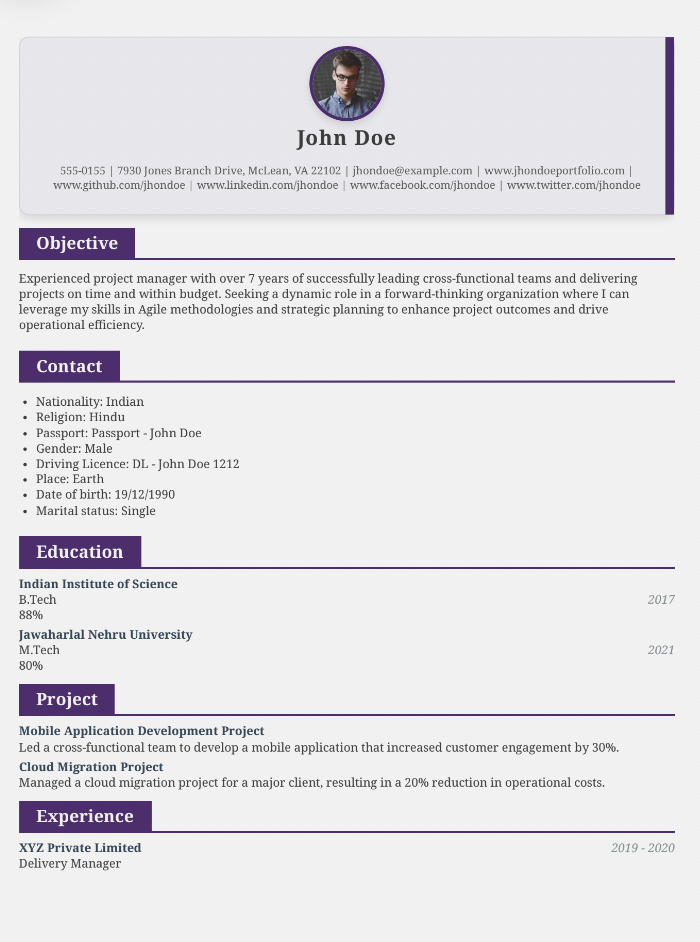 John Doe
555-0155 | 7930 Jones Branch Drive, McLean, VA 22102 | jhondoe@example.com | www.jhondoeportfolio.com |
www.github.com/jhondoe | www.linkedin.com/jhondoe | www.facebook.com/jhondoe | www.twitter.com/jhondoe
Objective
Experienced project manager with over 7 years of successfully leading cross-functional teams and delivering
projects on time and within budget. Seeking a dynamic role in a forward-thinking organization where I can
leverage my skills in Agile methodologies and strategic planning to enhance project outcomes and drive
operational efficiency.
Contact
• Nationality: Indian
• Religion: Hindu
• Passport: Passport - John Doe
• Gender: Male
• Driving Licence: DL - John Doe 1212
• Place: Earth
• Date of birth: 19/12/1990
• Marital status: Single
Education
Indian Institute of Science
B.Tech 2017
88%
Jawaharlal Nehru University
M.Tech 2021
80%
Project
Mobile Application Development Project
Led a cross-functional team to develop a mobile application that increased customer engagement by 30%.
Cloud Migration Project
Managed a cloud migration project for a major client, resulting in a 20% reduction in operational costs.
Experience
XYZ Private Limited 2019 - 2020
Delivery Manager